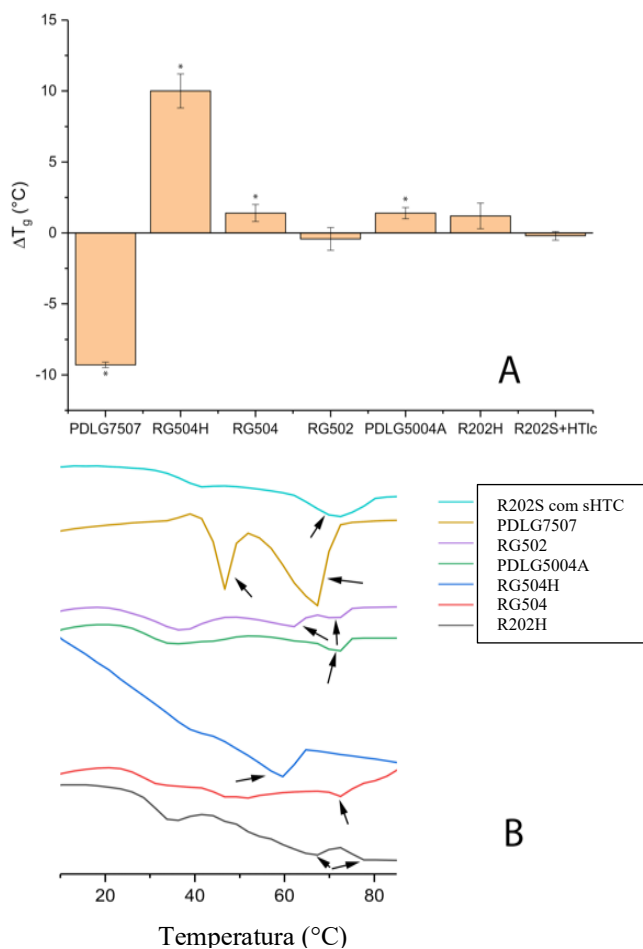 15
10
5
0
-5
-10
ΔTg (°C)
*
*
*
*
A
PDLG7507 RG504H RG504 RG502 PDLG5004A R202H R202S+HTlc
R202S com sHTC
PDLG7507
RG502
PDLG5004A
RG504H
RG504
R202H
B
20 40 60 80
Temperatura (°C)